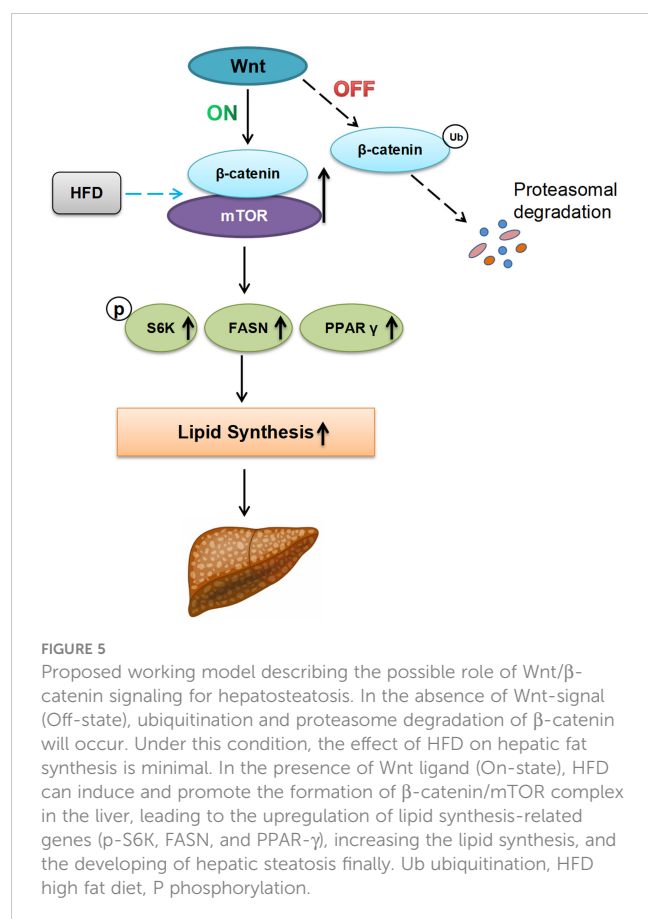 Wnt
OFF
ON
β-catenin
Ub
β-catenin
HFD
mTOR
Proteasomal
degradation
p
S6K
FASN
PPAR γ
Lipid Synthesis
FIGURE 5
Proposed working model describing the possible role of Wnt/β-
catenin signaling for hepatosteatosis. In the absence of Wnt-signal
(Off-state), ubiquitination and proteasome degradation of β-catenin
will occur. Under this condition, the effect of HFD on hepatic fat
synthesis is minimal. In the presence of Wnt ligand (On-state), HFD
can induce and promote the formation of β-catenin/mTOR complex
in the liver, leading to the upregulation of lipid synthesis-related
genes (p-S6K, FASN, and PPAR-γ), increasing the lipid synthesis, and
the developing of hepatic steatosis finally. Ub ubiquitination, HFD
high fat diet, P phosphorylation.